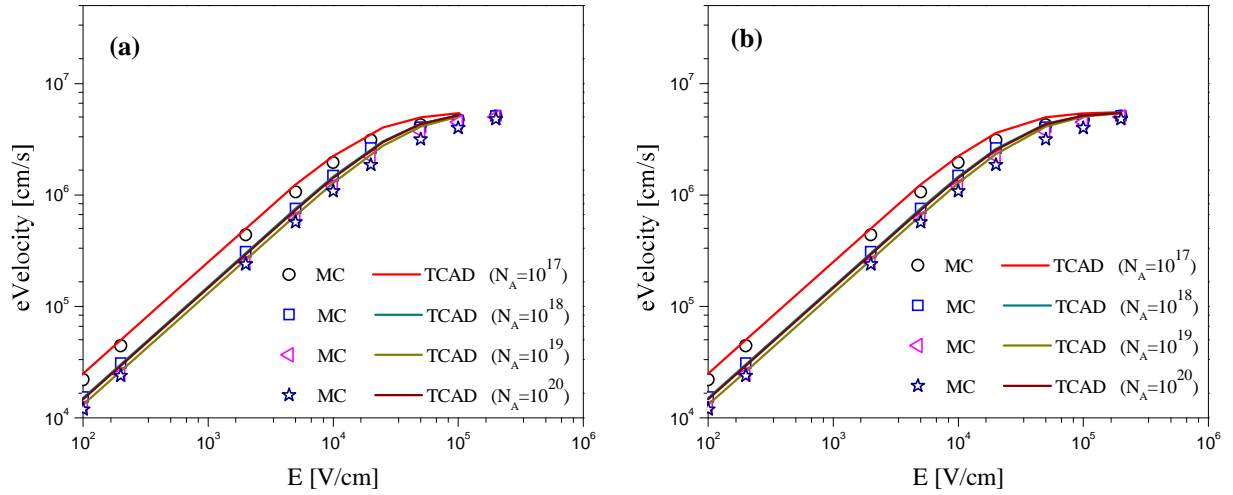 (a)
eVelocity [cm/s]
10^7
10^6
10^5
10^4
MC TCAD (N_A=10^17)
MC TCAD (N_A=10^18)
MC TCAD (N_A=10^19)
MC TCAD (N_A=10^20)
10^2 10^3 10^4 10^5 10^6
E [V/cm]
(b)
eVelocity [cm/s]
10^7
10^6
10^5
10^4
MC TCAD (N_A=10^17)
MC TCAD (N_A=10^18)
MC TCAD (N_A=10^19)
MC TCAD (N_A=10^20)
10^2 10^3 10^4 10^5 10^6
E [V/cm]